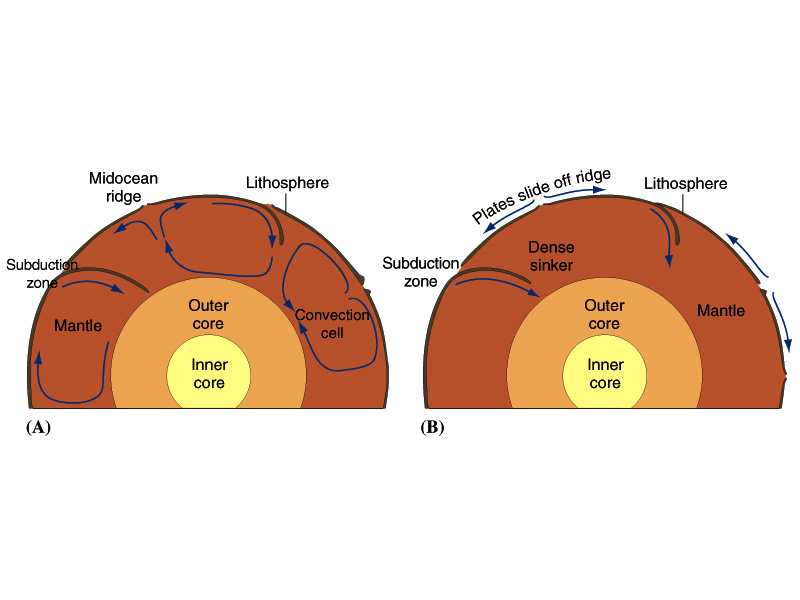 Midocean
ridge
Lithosphere
Subduction
zone
Mantle
Outer
core
Inner
core
Convection
cell
(A)
Plates slide off ridge
Lithosphere
Subduction
zone
Dense
sinker
Outer
core
Mantle
Inner
core
(B)